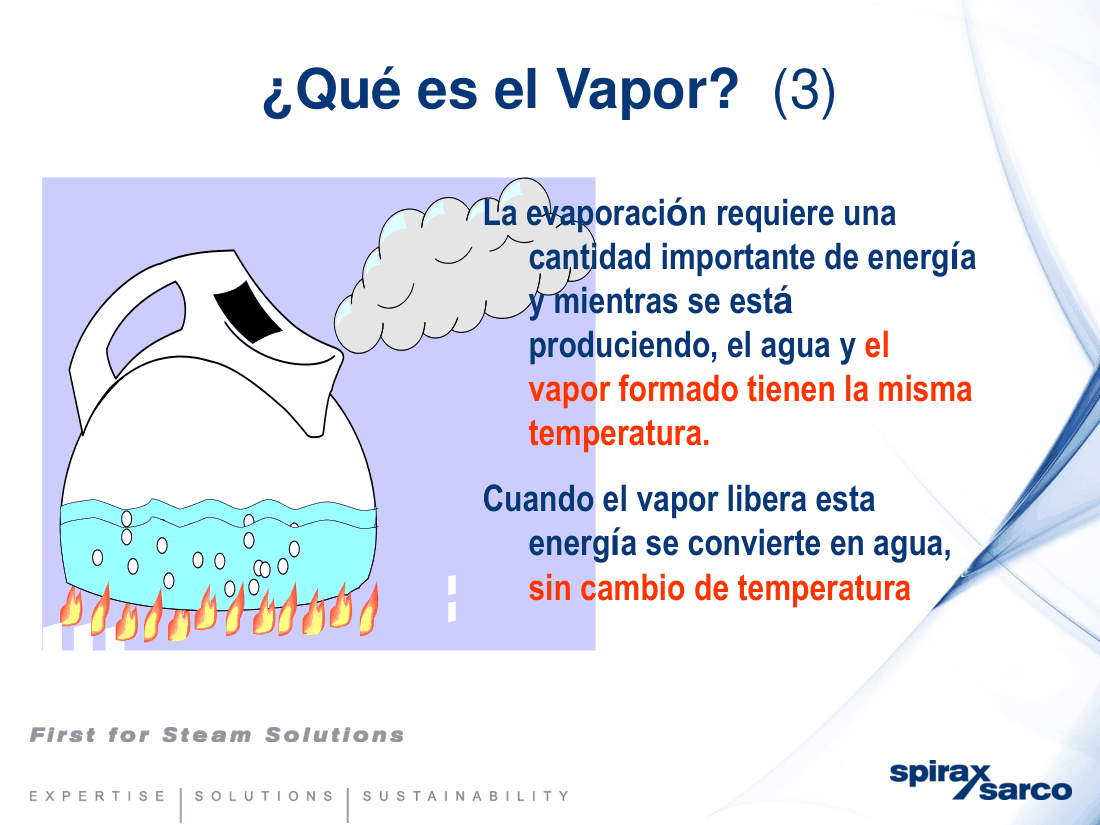 ¿Qué es el Vapor? (3)
La evaporación requiere una
cantidad importante de energía
y mientras se está
produciendo, el agua y el
vapor formado tienen la misma
temperatura.
Cuando el vapor libera esta
energía se convierte en agua,
sin cambio de temperatura
First for Steam Solutions
EXPERTISE SOLUTIONS SUSTAINABILITY
spirax
sarco